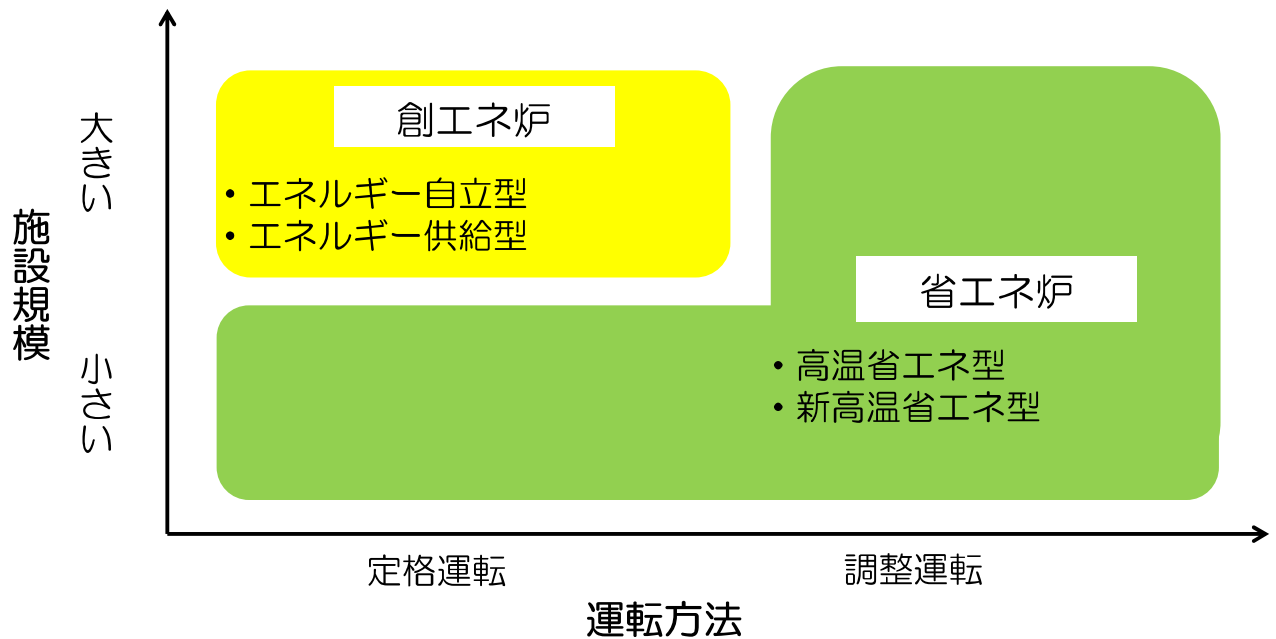 創エネ炉
・エネルギー自立型
・エネルギー供給型
省エネ炉
・高温省エネ型
・新高温省エネ型
施設規模
大きい
小さい
定格運転
調整運転
運転方法